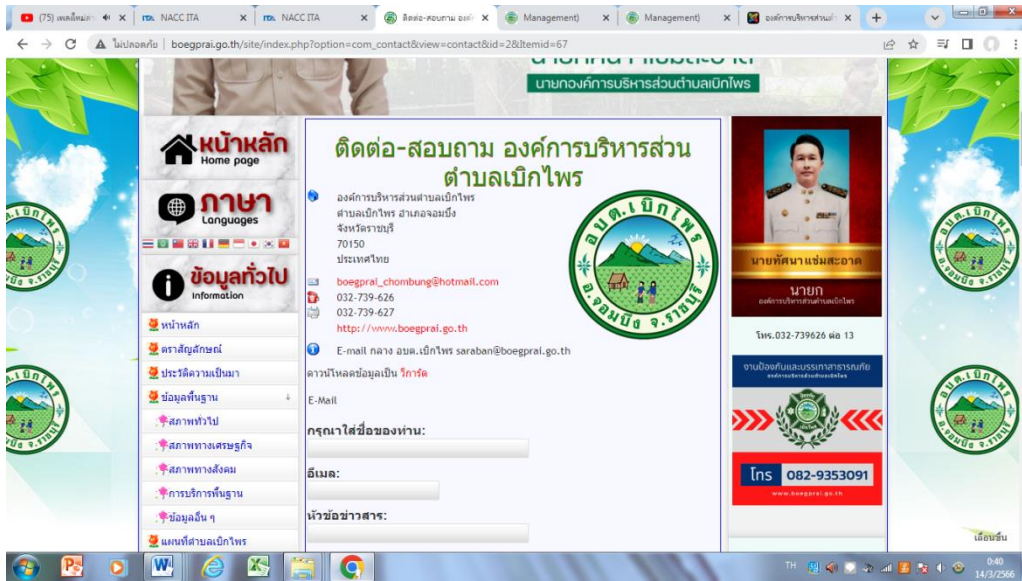 (75) เพลงใหม่ล่า
NACC ITA
NACC ITA
ติดต่อ-สอบถาม องค์
Management)
Management)
องค์การบริหารส่วนตำ
ไม่ปลอดภัย
boegprai.go.th/site/index.php?option=com_contact&view=contact&id=2&Itemid=67
นายกองค์การบริหารส่วนตำบลเบิกไพร
หน้าหลัก
Home page
ภาษา
Languages
ข้อมูลทั่วไป
Information
หน้าหลัก
ตราสัญลักษณ์
ประวัติความเป็นมา
ข้อมูลพื้นฐาน
สภาพทั่วไป
สภาพทางเศรษฐกิจ
สภาพทางสังคม
การบริการพื้นฐาน
ข้อมูลอื่น ๆ
แผนที่ตำบลเบิกไพร
ติดต่อ-สอบถาม องค์การบริหารส่วน
ตำบลเบิกไพร
องค์การบริหารส่วนตำบลเบิกไพร
ตำบลเบิกไพร อำเภอจอมบึง
จังหวัดราชบุรี
70150
ประเทศไทย
boegprai_chombung@hotmail.com
032-739-626
032-739-627
http://www.boegprai.go.th
E-mail กลาง อบต.เบิกไพร saraban@boegprai.go.th
ดาวน์โหลดข้อมูลเป็น วีการ์ด
E-Mail
กรุณาใส่ชื่อของท่าน:
อีเมล:
หัวข้อข่าวสาร:
อบต.เบิกไพร
อ.จอมบึง จ.ราชบุรี
นายทัศนา แช่มสะอาด
นายก
องค์การบริหารส่วนตำบลเบิกไพร
โทร.032-739626 ต่อ 13
งานป้องกันและบรรเทาสาธารณภัย
องค์การบริหารส่วนตำบลเบิกไพร
โทร 082-9353091
www.boegprai.go.th
เลื่อนขึ้น
TH
0:40
14/3/2566